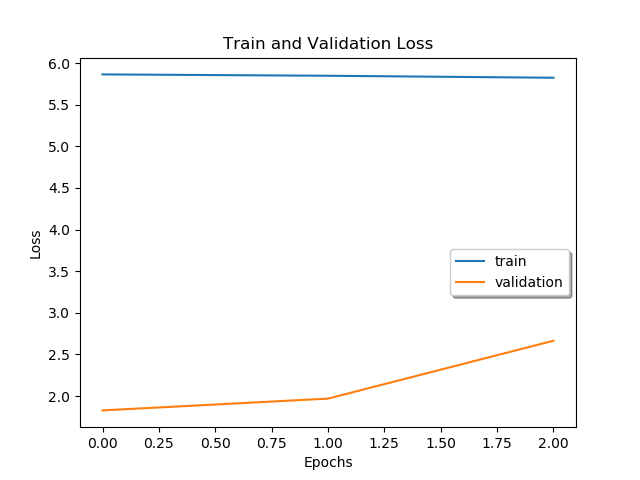 Train and Validation Loss
6.0
5.5
5.0
4.5
4.0
3.5
3.0
2.5
2.0
Loss
train
validation
0.00 0.25 0.50 0.75 1.00 1.25 1.50 1.75 2.00
Epochs